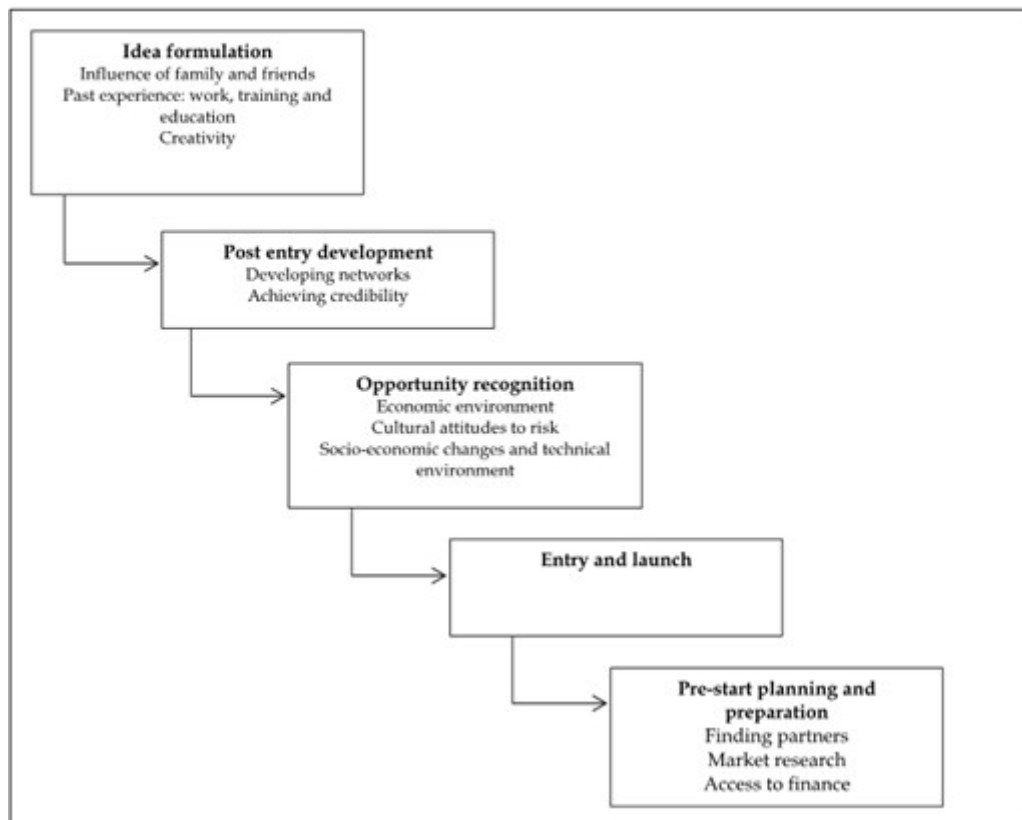 Idea formulation
Influence of family and friends
Past experience: work, training and
education
Creativity
Post entry development
Developing networks
Achieving credibility
Opportunity recognition
Economic environment
Cultural attitudes to risk
Socio-economic changes and technical
environment
Entry and launch
Pre-start planning and
preparation
Finding partners
Market research
Access to finance